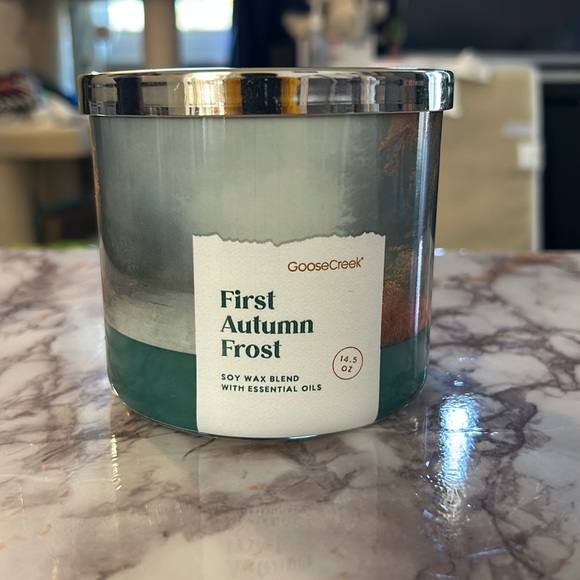 GooseCreek®
First
Autumn
Frost
14.5
OZ
SOY WAX BLEND
WITH ESSENTIAL OILS